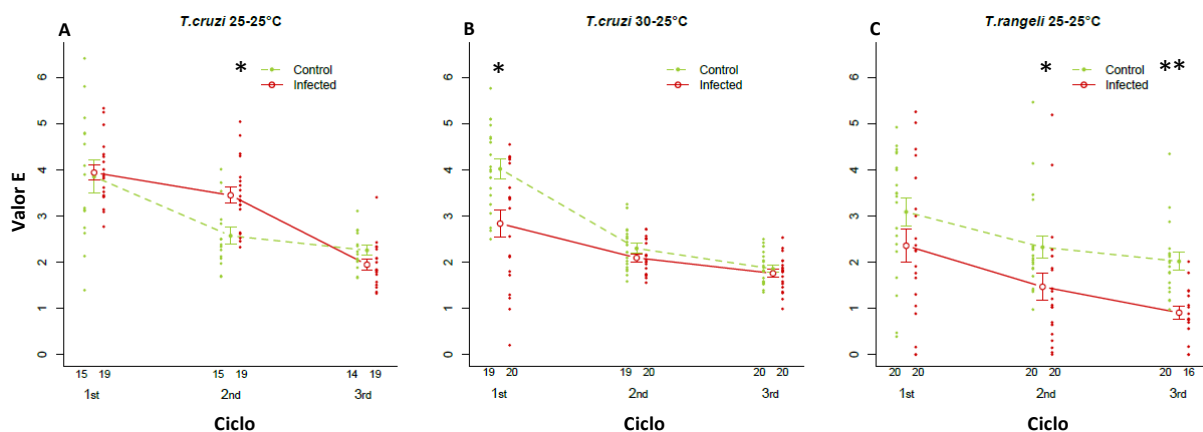 A
T.cruzi 25-25°C
Valor E
6
5
4
3
2
1
0
*
Control
Infected
15 19 15 19 14 19
1st 2nd 3rd
Ciclo
B
T.cruzi 30-25°C
6
5
4
3
2
1
0
*
Control
Infected
19 20 19 20 20 20
1st 2nd 3rd
Ciclo
C
T.rangeli 25-25°C
6
5
4
3
2
1
0
* **
Control
Infected
20 20 20 20 20 16
1st 2nd 3rd
Ciclo